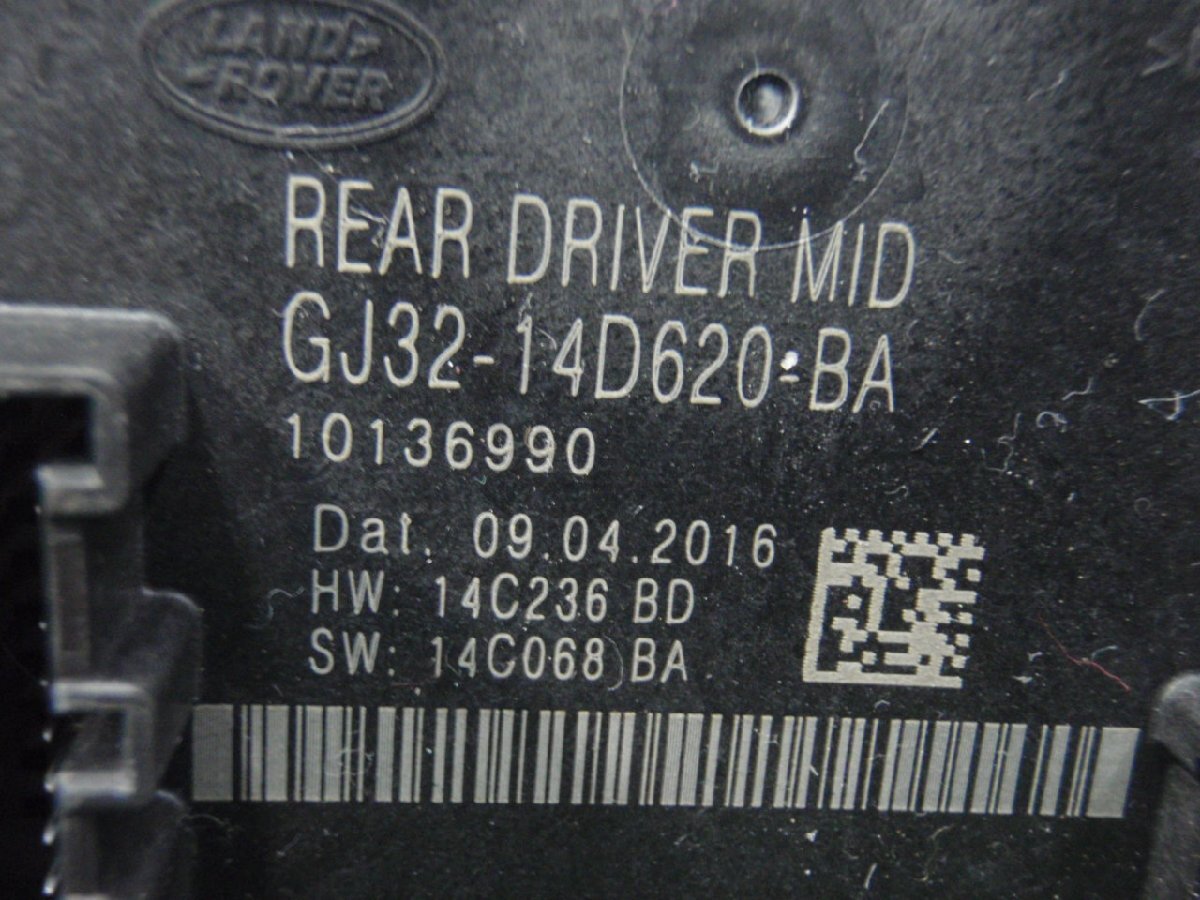 LAND
ROVER
REAR DRIVER MID
GJ32-14D620-BA
10136990
Dat. 09.04.2016
HW: 14C236 BD
SW: 14C068 BA